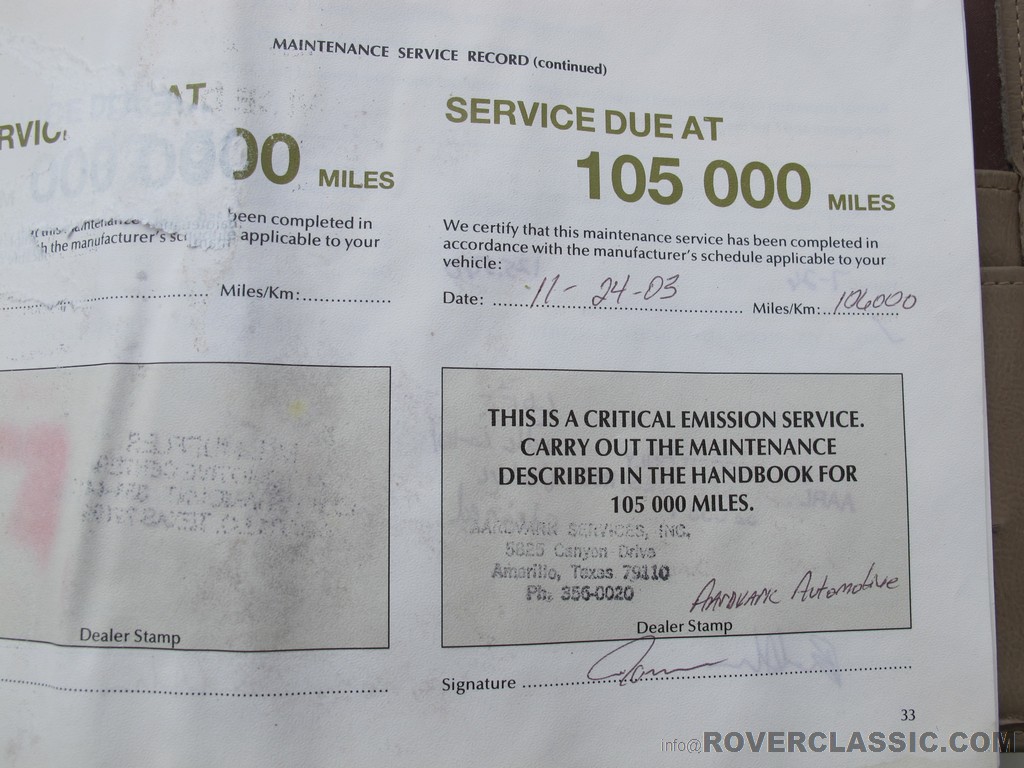 MAINTENANCE SERVICE RECORD (continued)
AT
00 MILES
been completed in
h the manufacturer's applicable to your
Miles/Km:
Dealer Stamp
SERVICE DUE AT
105 000 MILES
We certify that this maintenance service has been completed in
accordance with the manufacturer's schedule applicable to your
vehicle:
Date: 11-24-03 Miles/Km: 106000
THIS IS A CRITICAL EMISSION SERVICE.
CARRY OUT THE MAINTENANCE
DESCRIBED IN THE HANDBOOK FOR
105 000 MILES.
AARDVARK SERVICES, INC.
5825 Canyon Drive
Amarillo, Texas 79110
Ph. 356-0020
AARDVARK Automotive
Dealer Stamp
Signature
33
info@ROVERCLASSIC.COM